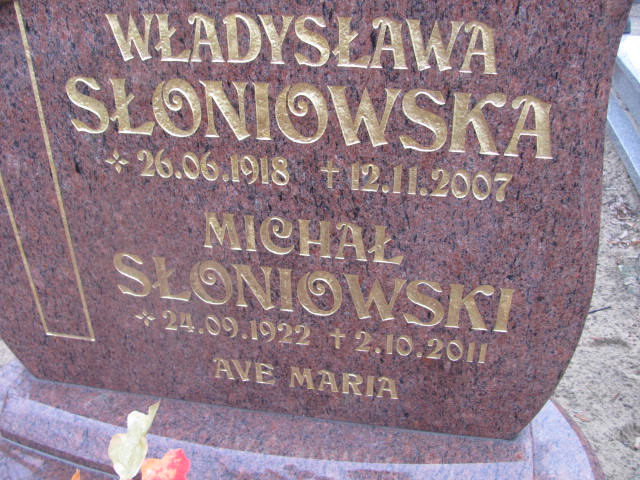 WŁADYSŁAWA
SŁONIOWSKA
✣ 26.06.1918 † 12.11.2007
MICHAŁ
SŁONIOWSKI
✣ 24.09.1922 † 2.10.2011
AVE MARIA